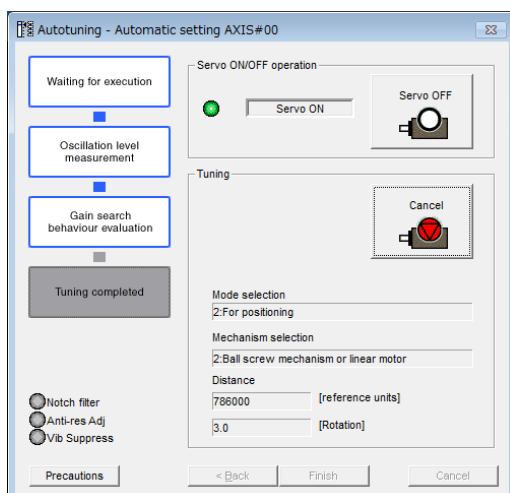 Autotuning - Automatic setting AXIS#00
Waiting for execution
Oscillation level
measurement
Gain search
behaviour evaluation
Tuning completed
Notch filter
Anti-res Adj
Vib Suppress
Servo ON/OFF operation
Servo ON
Servo OFF
Tuning
Cancel
Mode selection
2:For positioning
Mechanism selection
2:Ball screw mechanism or linear motor
Distance
786000 [reference units]
3.0 [Rotation]
Precautions
< Back
Finish
Cancel